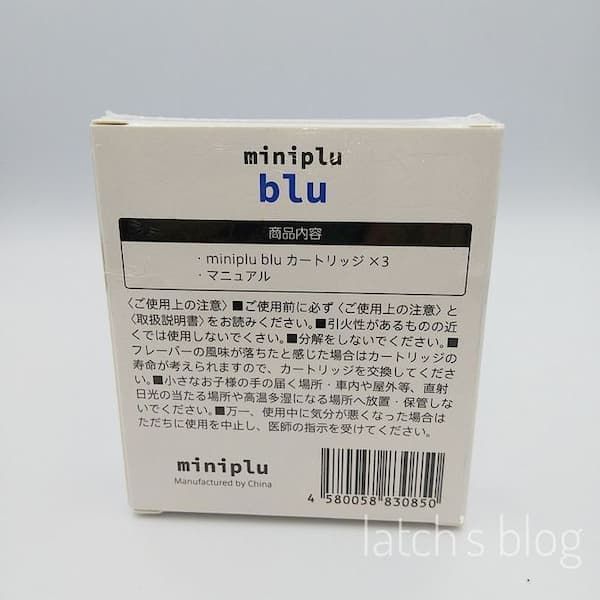 miniplu
blu
商品内容
・miniplu blu カートリッジ ×3
・マニュアル
〈ご使用上の注意〉■ご使用前に必ず〈ご使用上の注意〉と
〈取扱説明書〉をお読みください。■引火性があるものの近
くでは使用しないでくさい。■分解をしないでください。■
フレーバーの風味が落ちたと感じた場合はカートリッジの
寿命が考えられますので、カートリッジを交換してくださ
い。■小さなお子様の手の届く場所・車内や屋外等、直射
日光の当たる場所や高温多湿になる場所へ放置・保管しな
いでください。■万一、使用中に気分が悪くなった場合は
ただちに使用を中止し、医師の指示を受けてください。
miniplu
Manufactured by China
4 580058 830850
latch's blog